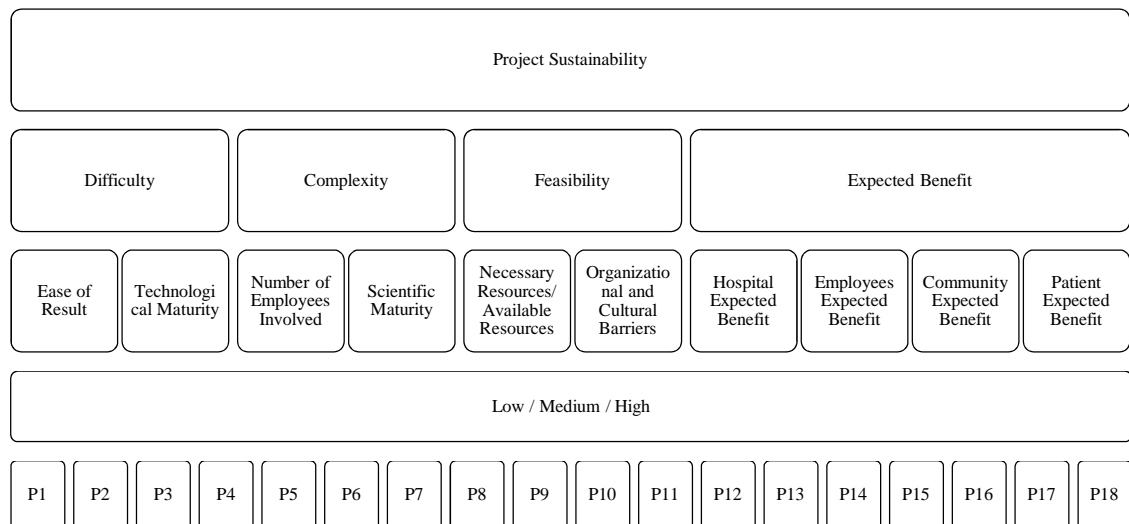 Project Sustainability
Difficulty
Complexity
Feasibility
Expected Benefit
Ease of
Result
Technologi
cal Maturity
Number of
Employees
Involved
Scientific
Maturity
Necessary
Resources/
Available
Resources
Organizatio
nal and
Cultural
Barriers
Hospital
Expected
Benefit
Employees
Expected
Benefit
Community
Expected
Benefit
Patient
Expected
Benefit
Low / Medium / High
P1 P2 P3 P4 P5 P6 P7 P8 P9 P10 P11 P12 P13 P14 P15 P16 P17 P18